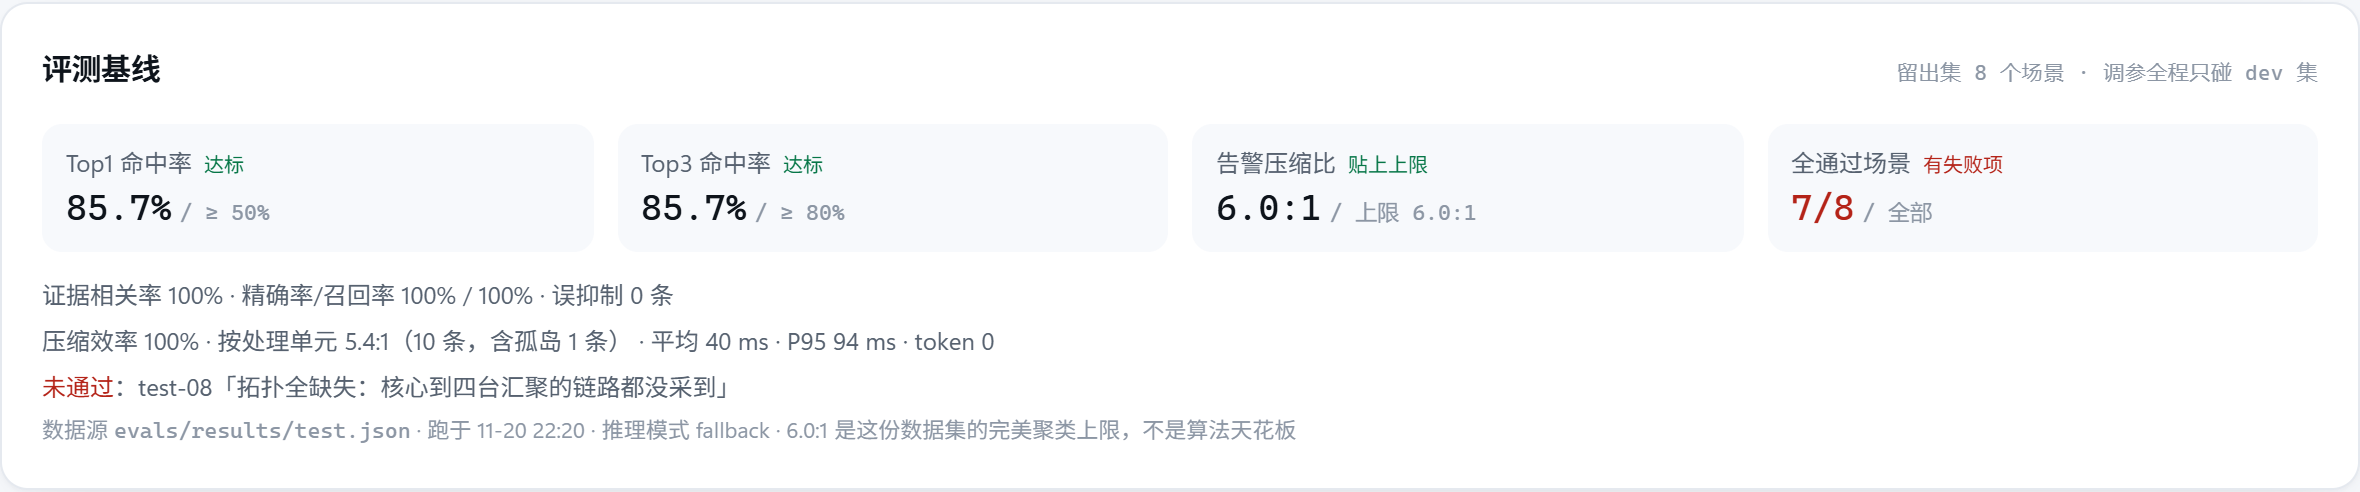 评测基线
留出集 8 个场景 · 调参全程只碰 dev 集
Top1 命中率 达标
85.7% / ≥ 50%
Top3 命中率 达标
85.7% / ≥ 80%
告警压缩比 贴上上限
6.0:1 / 上限 6.0:1
全通过场景 有失败项
7/8 / 全部
证据相关率 100% · 精确率/召回率 100% / 100% · 误抑制 0 条
压缩效率 100% · 按处理单元 5.4:1（10 条，含孤岛 1 条） · 平均 40 ms · P95 94 ms · token 0
未通过：test-08「拓扑全缺失：核心到四台汇聚的链路都没采到」
数据源 evals/results/test.json · 跑于 11-20 22:20 · 推理模式 fallback · 6.0:1 是这份数据集的完美聚类上限，不是算法天花板